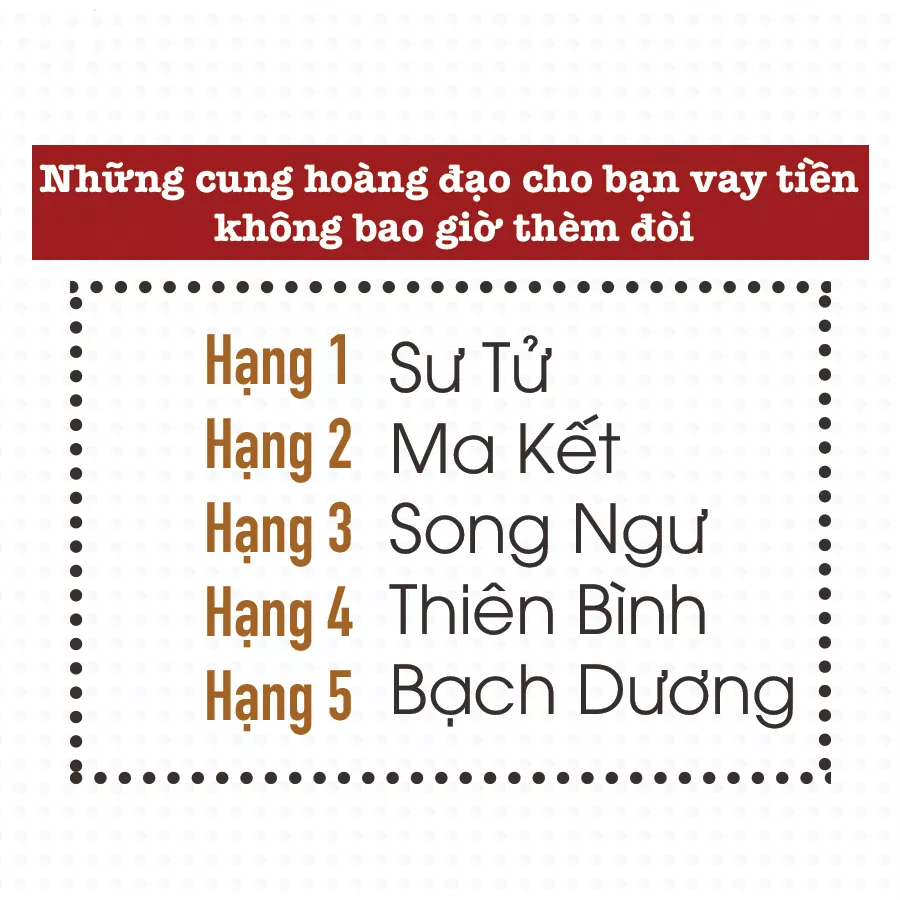 Những cung hoàng đạo cho bạn vay tiền
không bao giờ thèm đòi
Hạng 1 Sư Tử
Hạng 2 Ma Kết
Hạng 3 Song Ngư
Hạng 4 Thiên Bình
Hạng 5 Bạch Dương